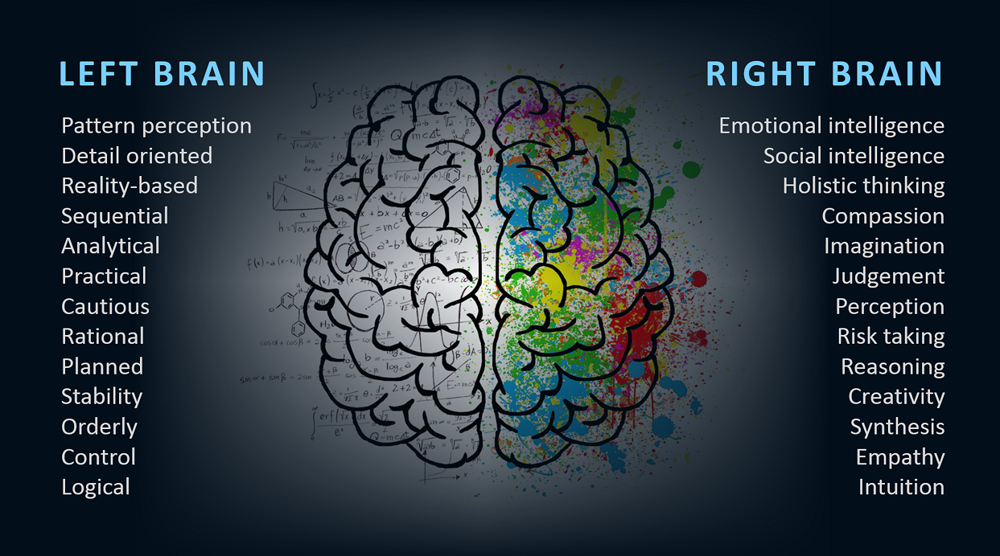 LEFT BRAIN
Pattern perception
Detail oriented
Reality-based
Sequential
Analytical
Practical
Cautious
Rational
Planned
Stability
Orderly
Control
Logical
RIGHT BRAIN
Emotional intelligence
Social intelligence
Holistic thinking
Compassion
Imagination
Judgement
Perception
Risk taking
Reasoning
Creativity
Synthesis
Empathy
Intuition